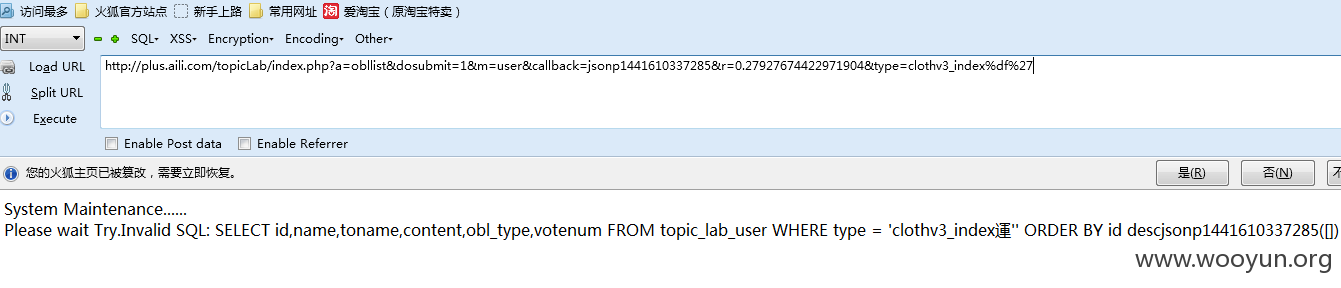 访问最多 火狐官方站点 新手上路 常用网址 淘 爱淘宝（原淘宝特卖）
INT SQL- XSS- Encryption- Encoding- Other-
Load URL http://plus.aili.com/topicLab/index.php?a=obllist&dosubmit=1&m=user&callback=jsonp1441610337285&r=0.27927674422971904&type=clothv3_index%df%27
Split URL
Execute
Enable Post data Enable Referrer
您的火狐主页已被篡改，需要立即恢复。 是(R) 否(N) 不
System Maintenance......
Please wait Try.Invalid SQL: SELECT id,name,toname,content,obl_type,votenum FROM topic_lab_user WHERE type = 'clothv3_index運'' ORDER BY id descjsonp1441610337285([])
www.wooyun.org